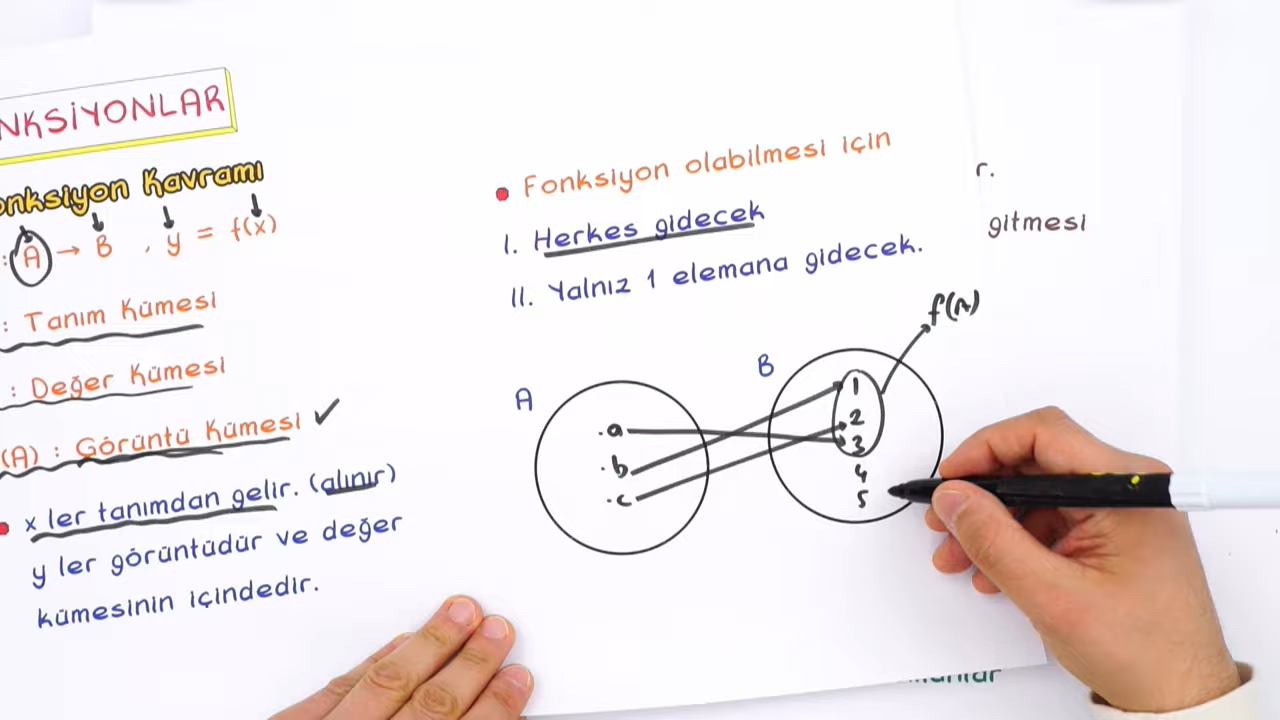 NKSİYONLAR
onksiyon Kavramı
: A → B , y = f(x)
: Tanım Kümesi
: Değer Kümesi
(A) : Görüntü Kümesi ✓
x ler tanımdan gelir. (alınır)
y ler görüntüdür ve değer
kümesinin içindedir.
• Fonksiyon olabilmesi için
I. Herkes gidecek
II. Yalnız 1 elemana gidecek.
A
.a
.b
.c
B
f(A)
1
2
3
4
5
r.
gitmesi